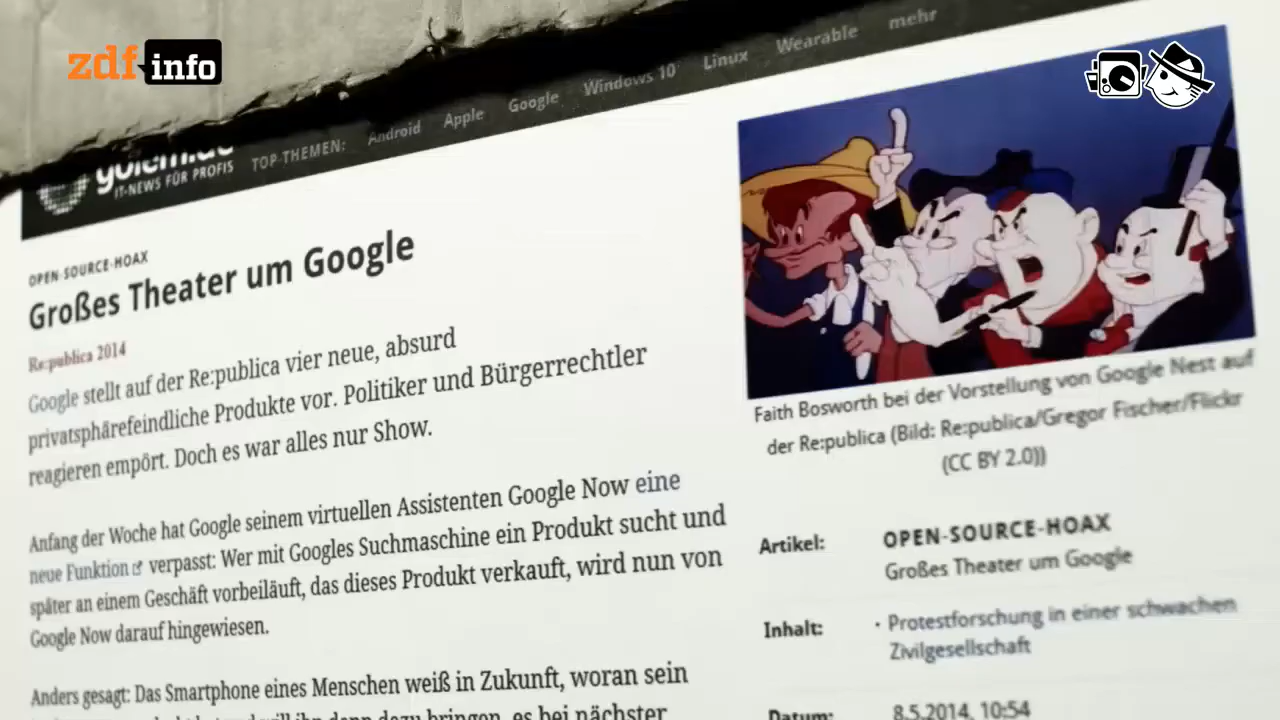 zdf info
TOP-THEMEN: Android Apple Google Windows 10 Linux Wearable mehr
golem.de
IT-NEWS FÜR PROFIS
OPEN-SOURCE-HOAX
Großes Theater um Google
Re:publica 2014
Google stellt auf der Re:publica vier neue, absurd
privatsphärefeindliche Produkte vor. Politiker und Bürgerrechtler
reagieren empört. Doch es war alles nur Show.
Anfang der Woche hat Google seinem virtuellen Assistenten Google Now eine
neue Funktion verpasst: Wer mit Googles Suchmaschine ein Produkt sucht und
später an einem Geschäft vorbeiläuft, das dieses Produkt verkauft, wird nun von
Google Now darauf hingewiesen.
Anders gesagt: Das Smartphone eines Menschen weiß in Zukunft, woran sein
bringen, es bei nächster
Faith Bosworth bei der Vorstellung von Google Nest auf
der Re:publica (Bild: Re:publica/Gregor Fischer/Flickr
(CC BY 2.0))
Artikel: OPEN-SOURCE-HOAX
Großes Theater um Google
Inhalt: • Protestforschung in einer schwachen
Zivilgesellschaft
Datum: 8.5.2014, 10:54